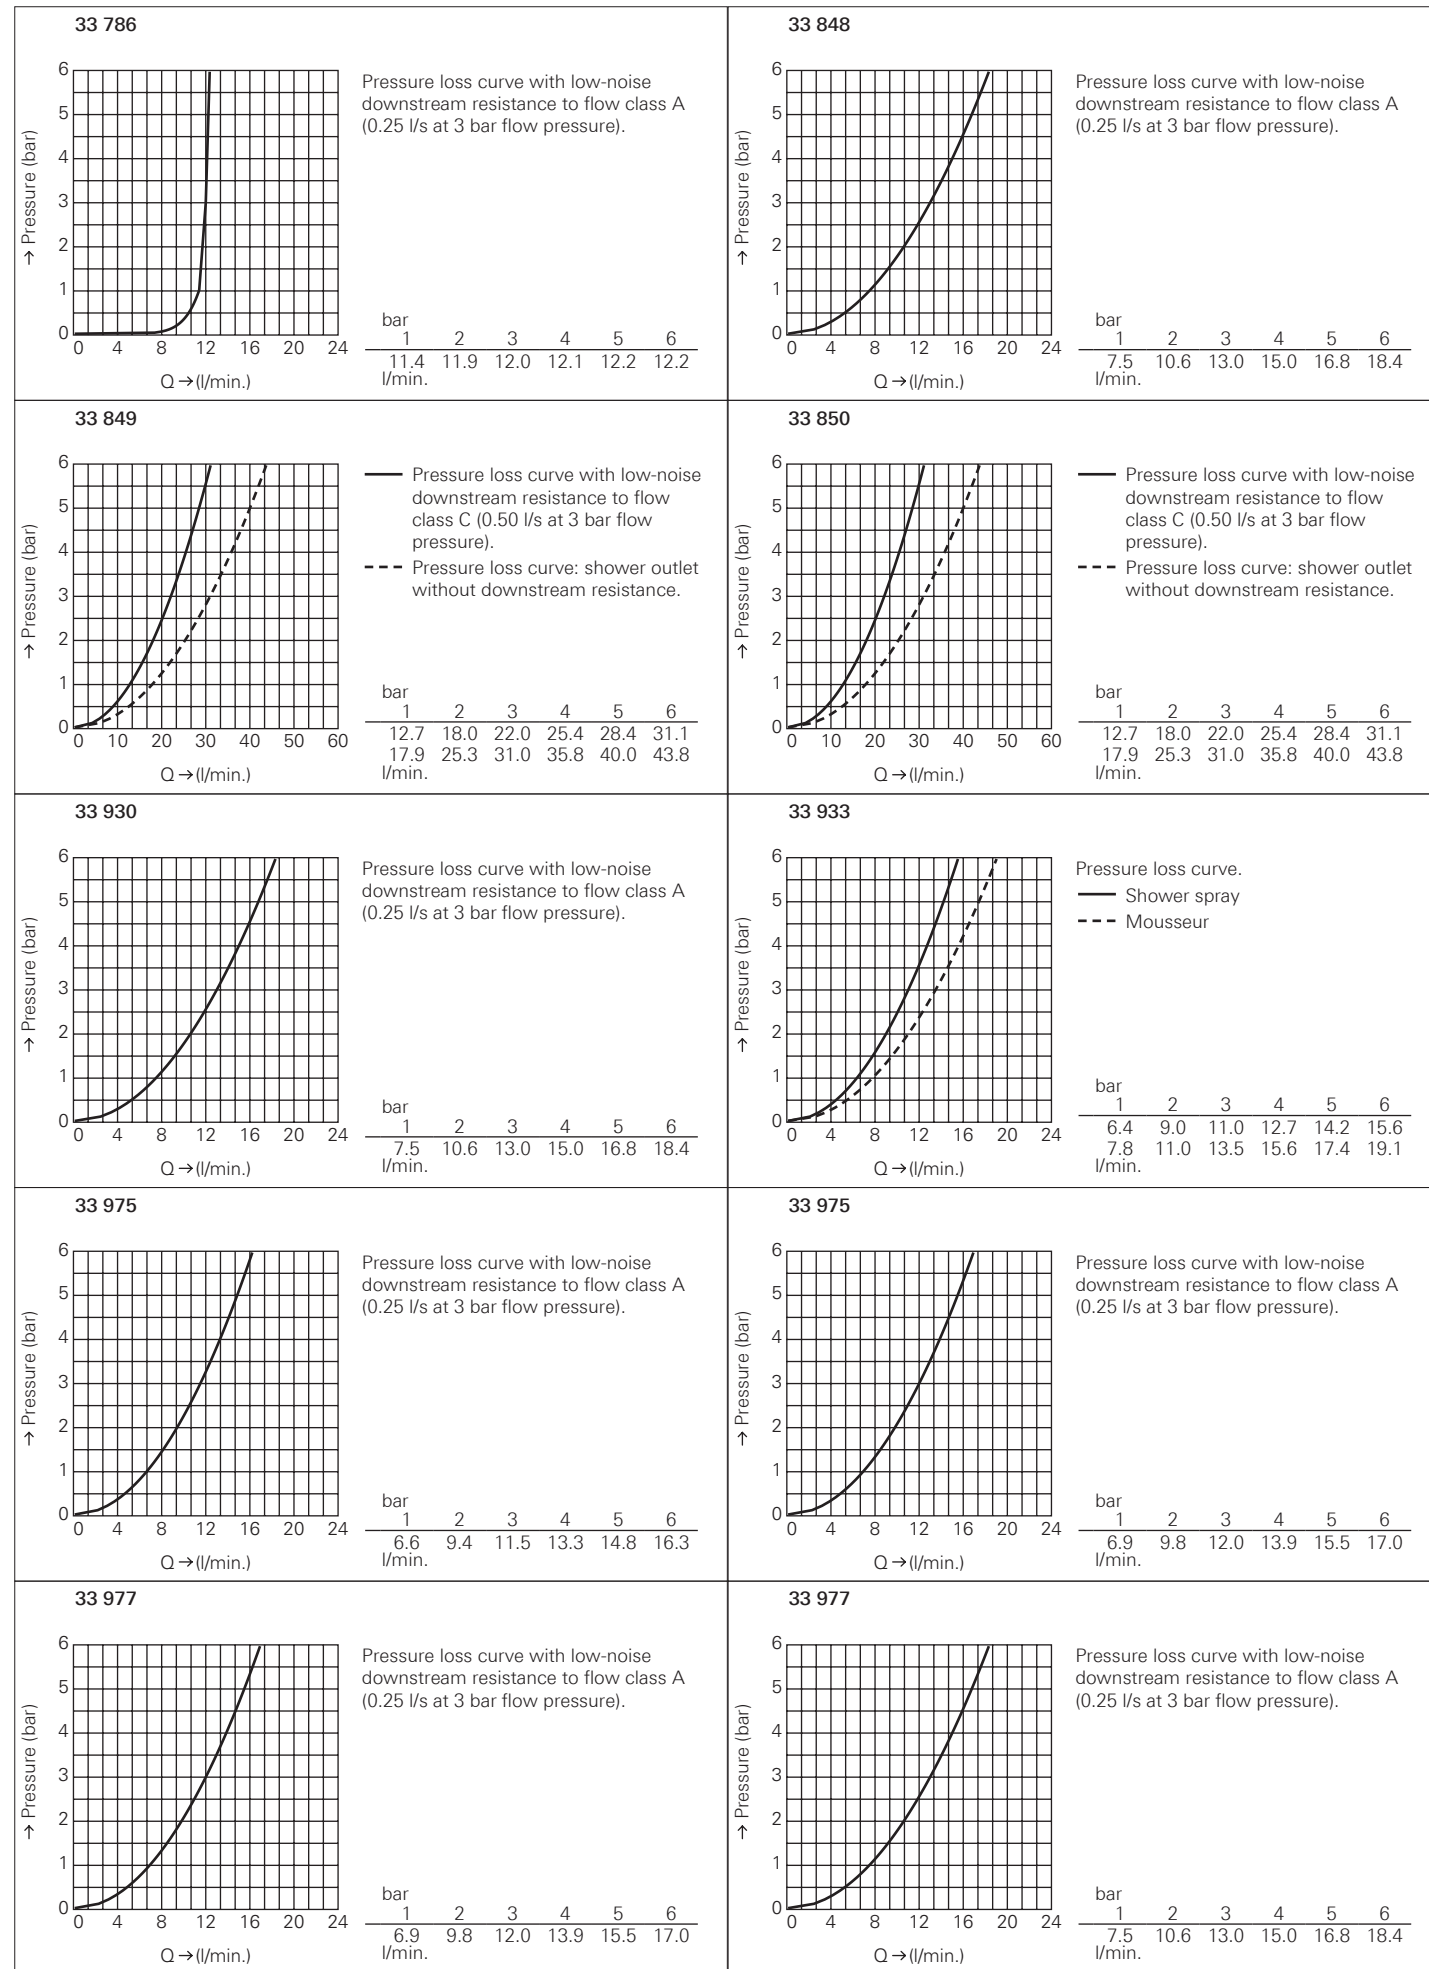 33 786
6
5
4
3
2
1
0
→ Pressure (bar)
0 4 8 12 16 20 24
Q → (l/min.)
Pressure loss curve with low-noise
downstream resistance to flow class A
(0.25 l/s at 3 bar flow pressure).
bar
1 2 3 4 5 6
11.4 11.9 12.0 12.1 12.2 12.2
l/min.
33 848
6
5
4
3
2
1
0
→ Pressure (bar)
0 4 8 12 16 20 24
Q → (l/min.)
Pressure loss curve with low-noise
downstream resistance to flow class A
(0.25 l/s at 3 bar flow pressure).
bar
1 2 3 4 5 6
7.5 10.6 13.0 15.0 16.8 18.4
l/min.
33 849
6
5
4
3
2
1
0
→ Pressure (bar)
0 10 20 30 40 50 60
Q → (l/min.)
Pressure loss curve with low-noise
downstream resistance to flow
class C (0.50 l/s at 3 bar flow
pressure).
Pressure loss curve: shower outlet
without downstream resistance.
bar
1 2 3 4 5 6
12.7 18.0 22.0 25.4 28.4 31.1
17.9 25.3 31.0 35.8 40.0 43.8
l/min.
33 850
6
5
4
3
2
1
0
→ Pressure (bar)
0 10 20 30 40 50 60
Q → (l/min.)
Pressure loss curve with low-noise
downstream resistance to flow
class C (0.50 l/s at 3 bar flow
pressure).
Pressure loss curve: shower outlet
without downstream resistance.
bar
1 2 3 4 5 6
12.7 18.0 22.0 25.4 28.4 31.1
17.9 25.3 31.0 35.8 40.0 43.8
l/min.
33 930
6
5
4
3
2
1
0
→ Pressure (bar)
0 4 8 12 16 20 24
Q → (l/min.)
Pressure loss curve with low-noise
downstream resistance to flow class A
(0.25 l/s at 3 bar flow pressure).
bar
1 2 3 4 5 6
7.5 10.6 13.0 15.0 16.8 18.4
l/min.
33 933
6
5
4
3
2
1
0
→ Pressure (bar)
0 4 8 12 16 20 24
Q → (l/min.)
Pressure loss curve.
Shower spray
Mousseur
bar
1 2 3 4 5 6
6.4 9.0 11.0 12.7 14.2 15.6
7.8 11.0 13.5 15.6 17.4 19.1
l/min.
33 975
6
5
4
3
2
1
0
→ Pressure (bar)
0 4 8 12 16 20 24
Q → (l/min.)
Pressure loss curve with low-noise
downstream resistance to flow class A
(0.25 l/s at 3 bar flow pressure).
bar
1 2 3 4 5 6
6.6 9.4 11.5 13.3 14.8 16.3
l/min.
33 975
6
5
4
3
2
1
0
→ Pressure (bar)
0 4 8 12 16 20 24
Q → (l/min.)
Pressure loss curve with low-noise
downstream resistance to flow class A
(0.25 l/s at 3 bar flow pressure).
bar
1 2 3 4 5 6
6.9 9.8 12.0 13.9 15.5 17.0
l/min.
33 977
6
5
4
3
2
1
0
→ Pressure (bar)
0 4 8 12 16 20 24
Q → (l/min.)
Pressure loss curve with low-noise
downstream resistance to flow class A
(0.25 l/s at 3 bar flow pressure).
bar
1 2 3 4 5 6
6.9 9.8 12.0 13.9 15.5 17.0
l/min.
33 977
6
5
4
3
2
1
0
→ Pressure (bar)
0 4 8 12 16 20 24
Q → (l/min.)
Pressure loss curve with low-noise
downstream resistance to flow class A
(0.25 l/s at 3 bar flow pressure).
bar
1 2 3 4 5 6
7.5 10.6 13.0 15.0 16.8 18.4
l/min.